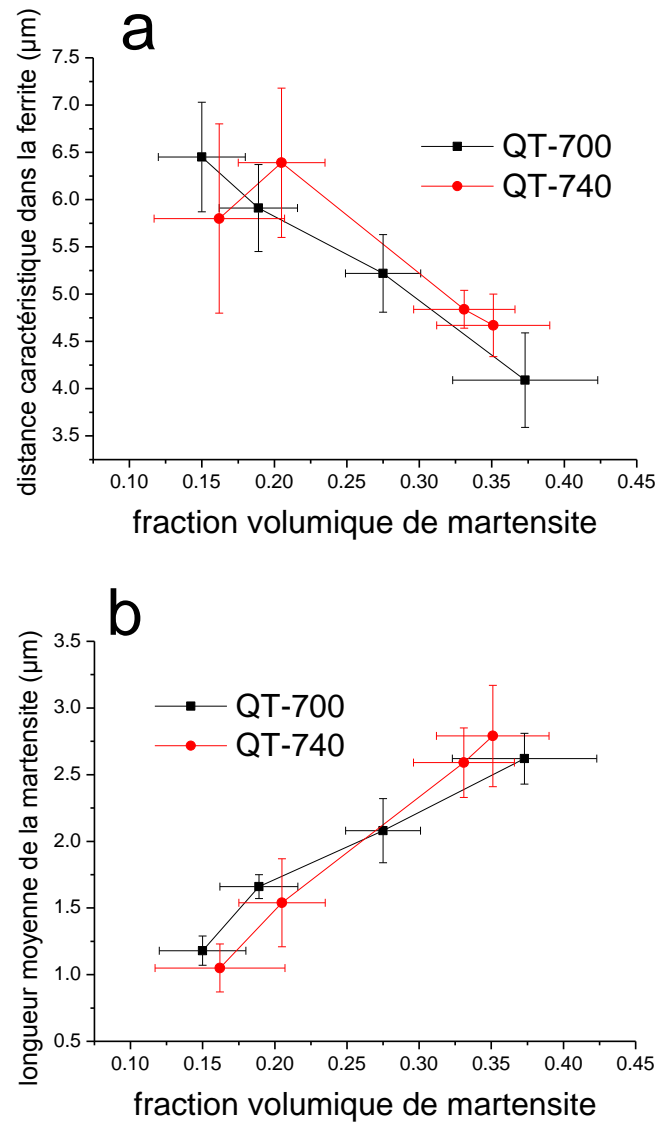 a
distance caractéristique dans la ferrite (µm)
7.5
7.0
6.5
6.0
5.5
5.0
4.5
4.0
3.5
QT-700
QT-740
0.10 0.15 0.20 0.25 0.30 0.35 0.40 0.45
fraction volumique de martensite
b
longueur moyenne de la martensite (µm)
3.5
3.0
2.5
2.0
1.5
1.0
0.5
QT-700
QT-740
0.10 0.15 0.20 0.25 0.30 0.35 0.40 0.45
fraction volumique de martensite